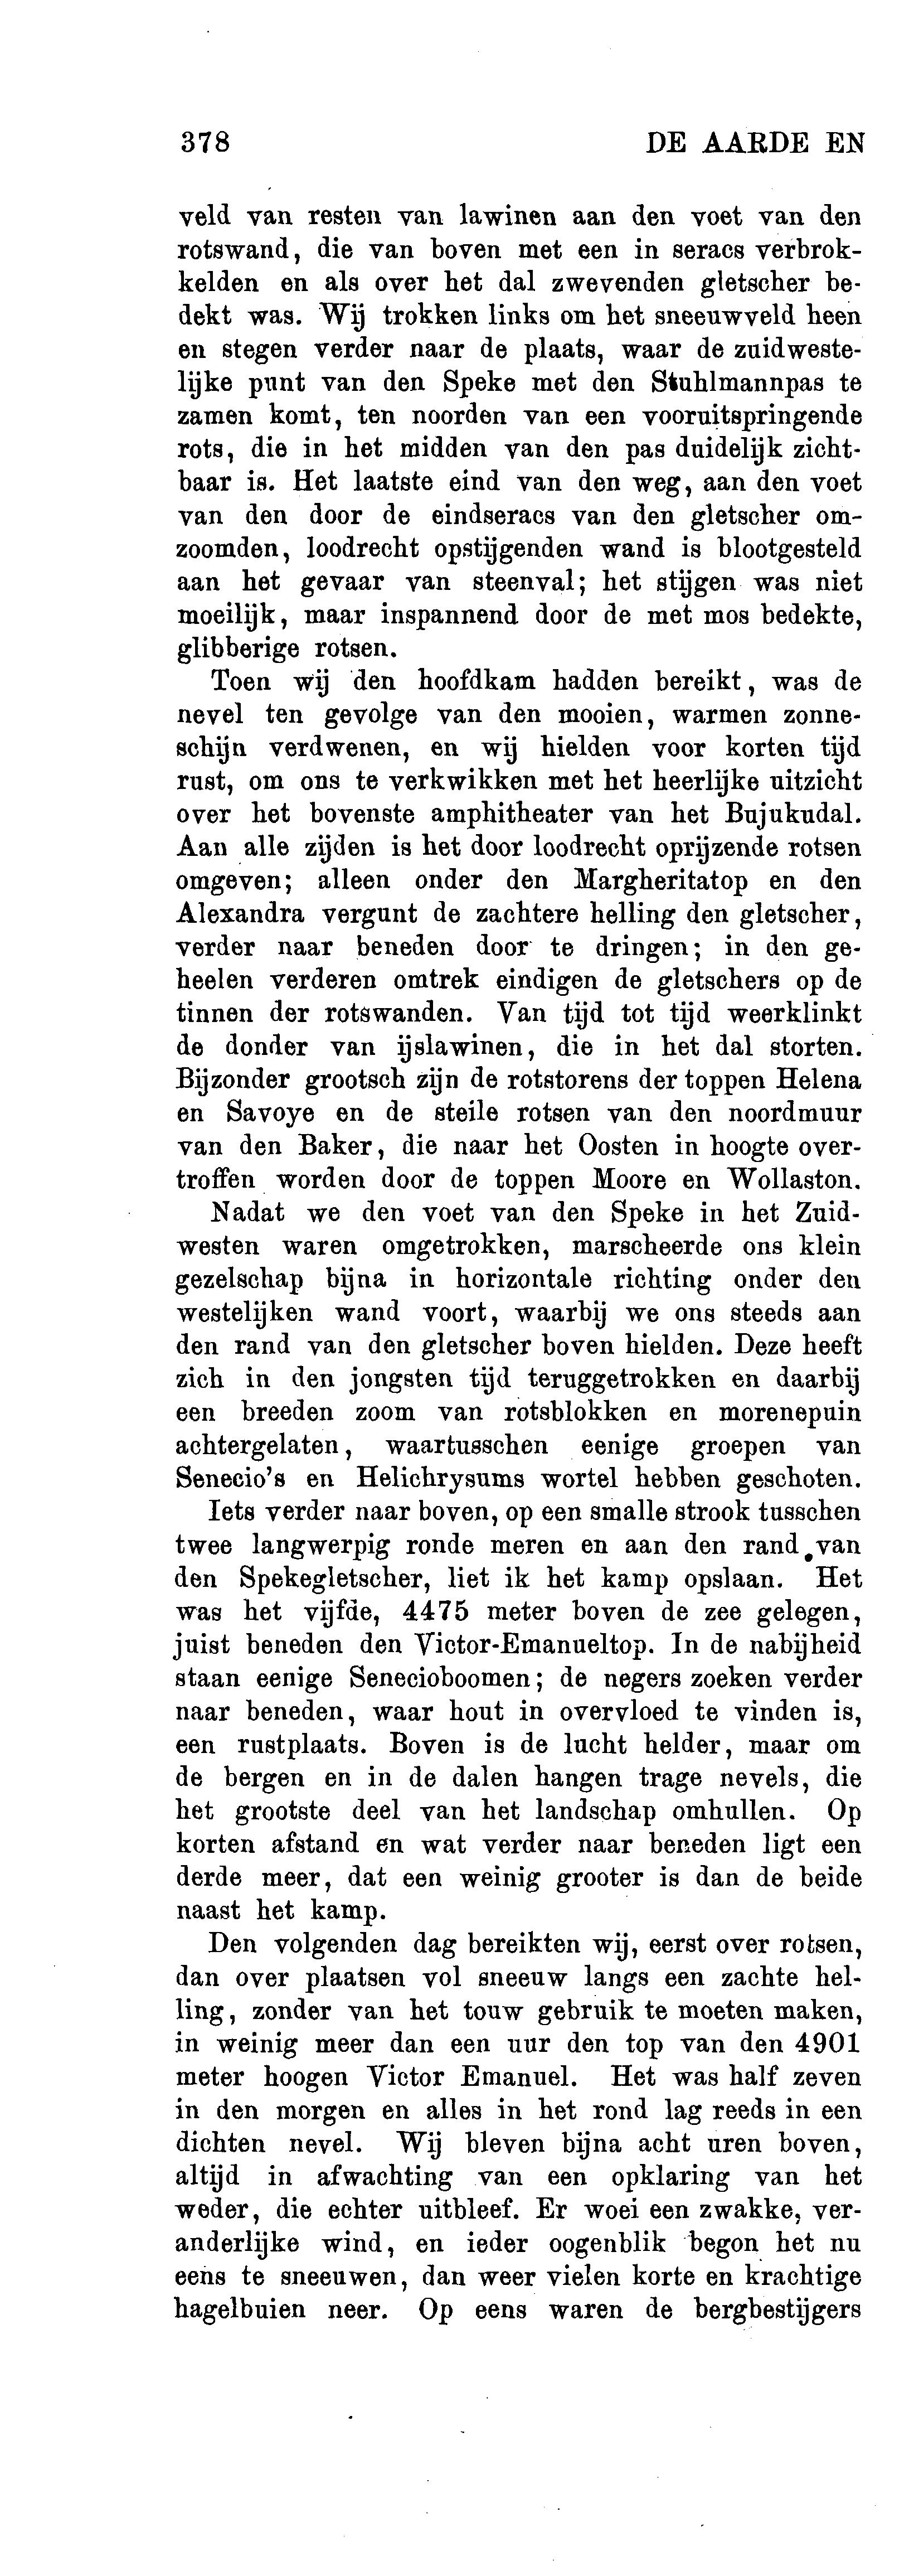 378 DE AARDE EN
veld van resten van lawinen aan den voet van den
rotswand, die van boven met een in seracs verbrok-
kelden en als over het dal zwevenden gletscher be-
dekt was. Wij trokken links om het sneeuwveld heen
en stegen verder naar de plaats, waar de zuidweste-
lijke punt van den Speke met den Stuhlmannpas te
zamen komt, ten noorden van een vooruitspringende
rots, die in het midden van den pas duidelijk zicht-
baar is. Het laatste eind van den weg, aan den voet
van den door de eindseracs van den gletscher om-
zoomden, loodrecht opstijgenden wand is blootgesteld
aan het gevaar van steenval; het stijgen was niet
moeilijk, maar inspannend door de met mos bedekte,
glibberige rotsen.
Toen wij den hoofdkam hadden bereikt, was de
nevel ten gevolge van den mooien, warmen zonne-
schijn verdwenen, en wij hielden voor korten tijd
rust, om ons te verkwikken met het heerlijke uitzicht
over het bovenste amphitheater van het Bujukudal.
Aan alle zijden is het door loodrecht oprijzende rotsen
omgeven; alleen onder den Margheritatop en den
Alexandra vergunt de zachtere helling den gletscher,
verder naar beneden door te dringen; in den ge-
heelen verderen omtrek eindigen de gletschers op de
tinnen der rotswanden. Van tijd tot tijd weerklinkt
de donder van ijslawinen, die in het dal storten.
Bijzonder grootsch zijn de rotstorens der toppen Helena
en Savoye en de steile rotsen van den noordmuur
van den Baker, die naar het Oosten in hoogte over-
troffen worden door de toppen Moore en Wollaston.
Nadat we den voet van den Speke in het Zuid-
westen waren omgetrokken, marscheerde ons klein
gezelschap bijna in horizontale richting onder den
westelijken wand voort, waarbij we ons steeds aan
den rand van den gletscher boven hielden. Deze heeft
zich in den jongsten tijd teruggetrokken en daarbij
een breeden zoom van rotsblokken en morenepuin
achtergelaten, waartusschen eenige groepen van
Senecio's en Helichrysums wortel hebben geschoten.
Iets verder naar boven, op een smalle strook tusschen
twee langwerpig ronde meren en aan den rand van
den Spekegletscher, liet ik het kamp opslaan. Het
was het vijfde, 4475 meter boven de zee gelegen,
juist beneden den Victor-Emanueltop. In de nabijheid
staan eenige Senecioboomen; de negers zoeken verder
naar beneden, waar hout in overvloed te vinden is,
een rustplaats. Boven is de lucht helder, maar om
de bergen en in de dalen hangen trage nevels, die
het grootste deel van het landschap omhullen. Op
korten afstand en wat verder naar beneden ligt een
derde meer, dat een weinig grooter is dan de beide
naast het kamp.
Den volgenden dag bereikten wij, eerst over rotsen,
dan over plaatsen vol sneeuw langs een zachte hel-
ling, zonder van het touw gebruik te moeten maken,
in weinig meer dan een uur den top van den 4901
meter hoogen Victor Emanuel. Het was half zeven
in den morgen en alles in het rond lag reeds in een
dichten nevel. Wij bleven bijna acht uren boven,
altijd in afwachting van een opklaring van het
weder, die echter uitbleef. Er woei een zwakke, ver-
anderlijke wind, en ieder oogenblik begon het nu
eens te sneeuwen, dan weer vielen korte en krachtige
hagelbuien neer. Op eens waren de bergbestijgers